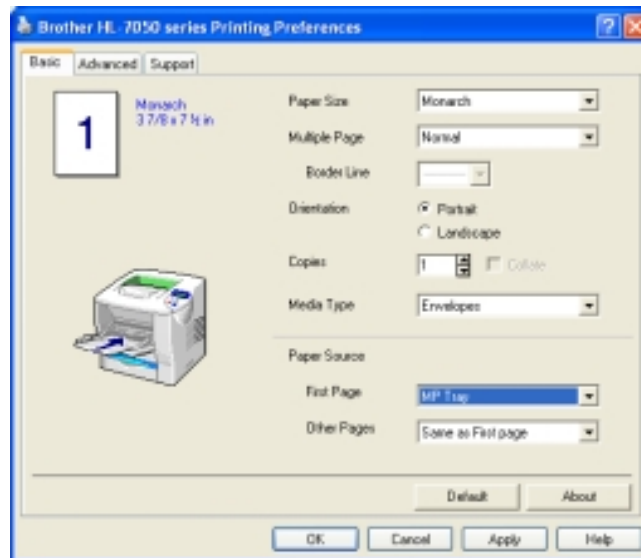 Brother HL-7050 series Printing Preferences
Basic Advanced Support
1
Monarch
3 7/8 x 7 ½ in
Paper Size Monarch
Multiple Page Normal
Border Line
Orientation Portrait
Landscape
Copies 1 Collate
Media Type Envelopes
Paper Source
First Page MP Tray
Other Pages Same as First page
Default About
OK Cancel Apply Help